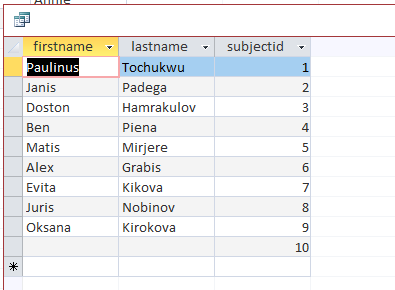 firstname lastname subjectid
Paulinus Tochukwu 1
Janis Padega 2
Doston Hamrakulov 3
Ben Piena 4
Matis Mirjere 5
Alex Grabis 6
Evita Kikova 7
Juris Nobinov 8
Oksana Kirokova 9
10